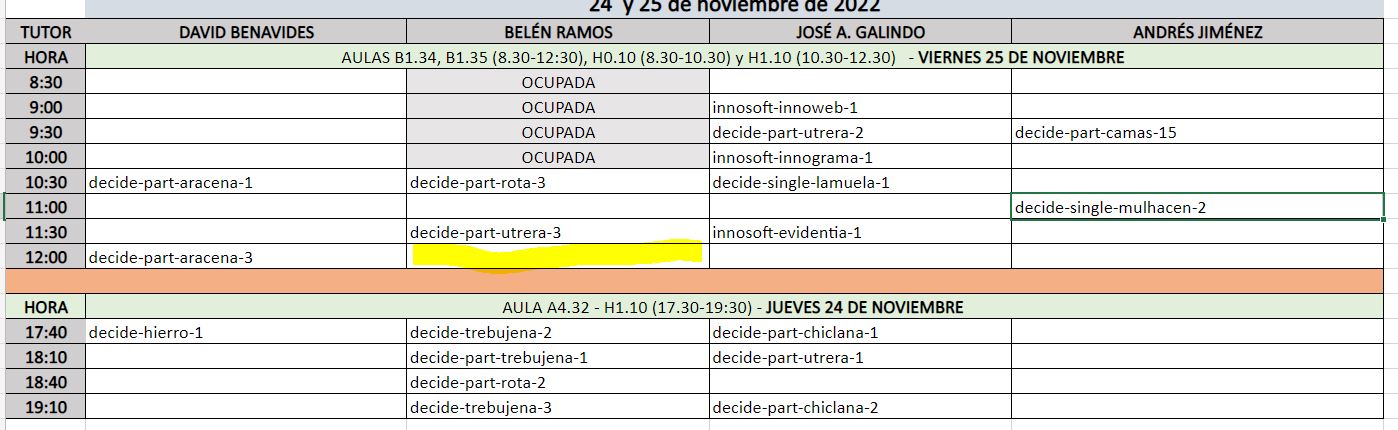 24 y 25 de noviembre de 2022
TUTOR DAVID BENAVIDES BELÉN RAMOS JOSÉ A. GALINDO ANDRÉS JIMÉNEZ
HORA AULAS B1.34, B1.35 (8.30-12:30), H0.10 (8.30-10.30) y H1.10 (10.30-12.30) - VIERNES 25 DE NOVIEMBRE
8:30 OCUPADA
9:00 OCUPADA innosoft-innoweb-1
9:30 OCUPADA decide-part-utrera-2 decide-part-camas-15
10:00 OCUPADA innosoft-innograma-1
10:30 decide-part-aracena-1 decide-part-rota-3 decide-single-lamuela-1
11:00 decide-single-mulhacen-2
11:30 decide-part-utrera-3 innosoft-evidentia-1
12:00 decide-part-aracena-3
HORA AULA A4.32 - H1.10 (17.30-19:30) - JUEVES 24 DE NOVIEMBRE
17:40 decide-hierro-1 decide-trebujena-2 decide-part-chiclana-1
18:10 decide-part-trebujena-1 decide-part-utrera-1
18:40 decide-part-rota-2
19:10 decide-trebujena-3 decide-part-chiclana-2